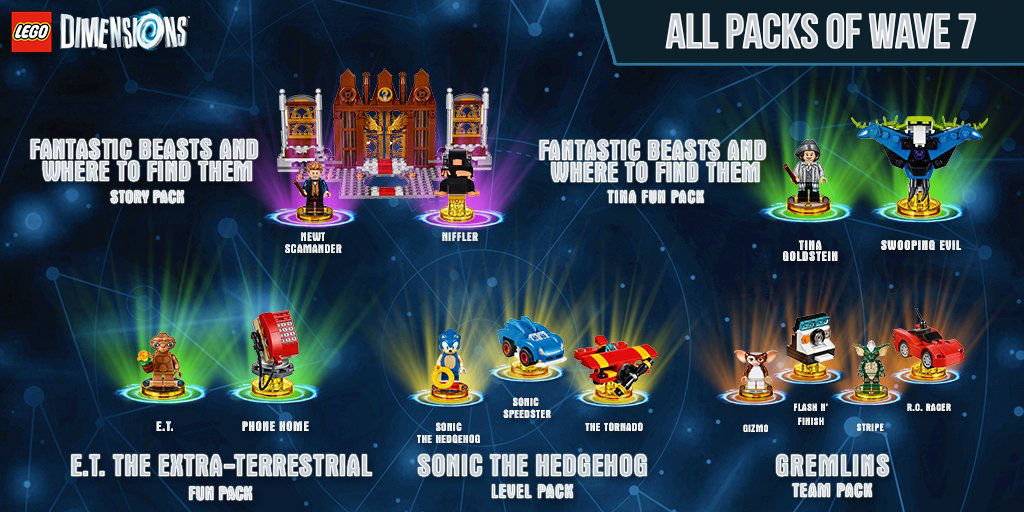 LEGO DIMENSIONS
ALL PACKS OF WAVE 7
FANTASTIC BEASTS AND
WHERE TO FIND THEM
STORY PACK
NEWT
SCAMANDER
NIFFLER
FANTASTIC BEASTS AND
WHERE TO FIND THEM
TINA FUN PACK
TINA
GOLDSTEIN
SWOOPING EVIL
E.T.
PHONE HOME
E.T. THE EXTRA-TERRESTRIAL
FUN PACK
SONIC
THE HEDGEHOG
SONIC
SPEEDSTER
THE TORNADO
SONIC THE HEDGEHOG
LEVEL PACK
GIZMO
FLASH N'
FINISH
STRIPE
R.C. RACER
GREMLINS
TEAM PACK